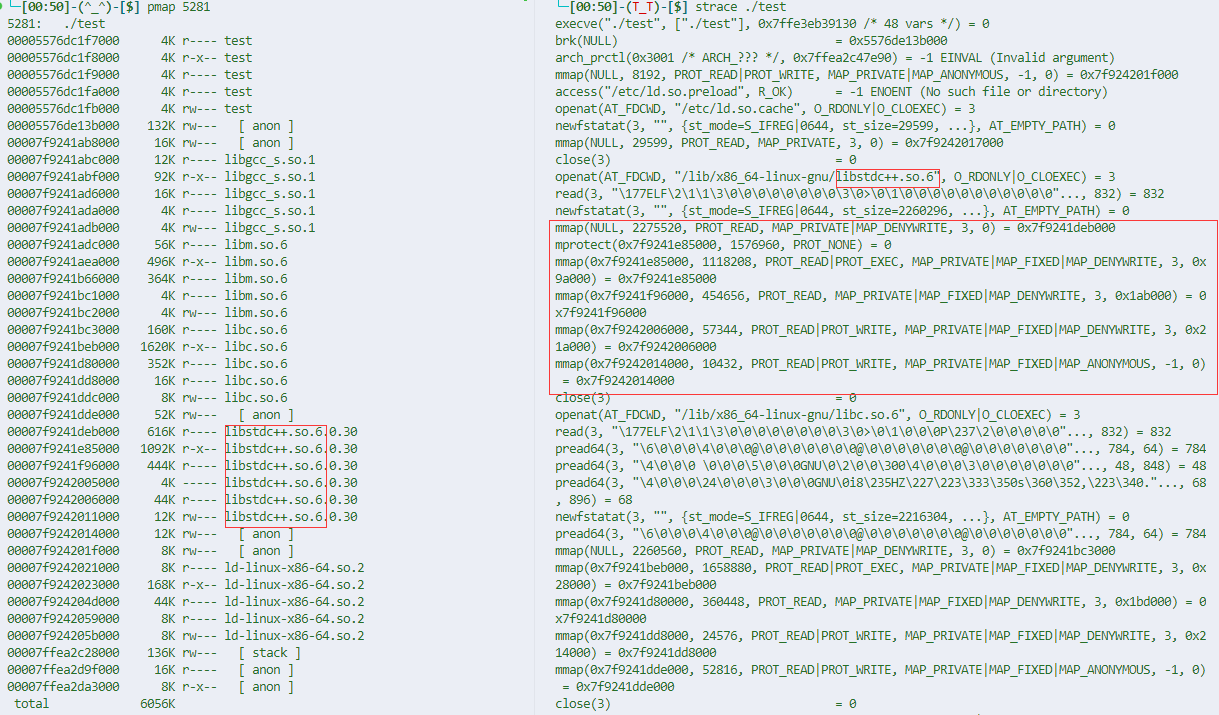 └─[00:50]-(^_^)-[$] pmap 5281
5281:   ./test
00005576dc1f7000      4K r---- test
00005576dc1f8000      4K r-x-- test
00005576dc1f9000      4K r---- test
00005576dc1fa000      4K r---- test
00005576dc1fb000      4K rw--- test
00005576de13b000    132K rw---   [ anon ]
00007f9241ab8000     16K rw---   [ anon ]
00007f9241abc000     12K r---- libgcc_s.so.1
00007f9241abf000     92K r-x-- libgcc_s.so.1
00007f9241ad6000     16K r---- libgcc_s.so.1
00007f9241ada000      4K r---- libgcc_s.so.1
00007f9241adb000      4K rw--- libgcc_s.so.1
00007f9241adc000     56K r---- libm.so.6
00007f9241aea000    496K r-x-- libm.so.6
00007f9241b66000    364K r---- libm.so.6
00007f9241bc1000      4K r---- libm.so.6
00007f9241bc2000      4K rw--- libm.so.6
00007f9241bc3000    160K r---- libc.so.6
00007f9241beb000   1620K r-x-- libc.so.6
00007f9241d80000    352K r---- libc.so.6
00007f9241dd8000     16K r---- libc.so.6
00007f9241ddc000      8K rw--- libc.so.6
00007f9241dde000     52K rw---   [ anon ]
00007f9241deb000    616K r---- libstdc++.so.6.0.30
00007f9241e85000   1092K r-x-- libstdc++.so.6.0.30
00007f9241f96000    444K r---- libstdc++.so.6.0.30
00007f9242005000      4K ----- libstdc++.so.6.0.30
00007f9242006000     44K r---- libstdc++.so.6.0.30
00007f9242011000     12K rw--- libstdc++.so.6.0.30
00007f9242014000     12K rw---   [ anon ]
00007f924201f000      8K rw---   [ anon ]
00007f9242021000      8K r---- ld-linux-x86-64.so.2
00007f9242023000    168K r-x-- ld-linux-x86-64.so.2
00007f924204d000     44K r---- ld-linux-x86-64.so.2
00007f9242059000      8K r---- ld-linux-x86-64.so.2
00007f924205b000      8K rw--- ld-linux-x86-64.so.2
00007ffea2c28000    136K rw---   [ stack ]
00007ffea2d9f000     16K r----   [ anon ]
00007ffea2da3000      8K r-x--   [ anon ]
 total             6056K
└─[00:50]-(T_T)-[$] strace ./test
execve("./test", ["./test"], 0x7ffe3eb39130 /* 48 vars */) = 0
brk(NULL)                               = 0x5576de13b000
arch_prctl(0x3001 /* ARCH_??? */, 0x7ffea2c47e90) = -1 EINVAL (Invalid argument)
mmap(NULL, 8192, PROT_READ|PROT_WRITE, MAP_PRIVATE|MAP_ANONYMOUS, -1, 0) = 0x7f924201f000
access("/etc/ld.so.preload", R_OK)      = -1 ENOENT (No such file or directory)
openat(AT_FDCWD, "/etc/ld.so.cache", O_RDONLY|O_CLOEXEC) = 3
newfstatat(3, "", {st_mode=S_IFREG|0644, st_size=29599, ...}, AT_EMPTY_PATH) = 0
mmap(NULL, 29599, PROT_READ, MAP_PRIVATE, 3, 0) = 0x7f9242017000
close(3)                                = 0
openat(AT_FDCWD, "/lib/x86_64-linux-gnu/libstdc++.so.6", O_RDONLY|O_CLOEXEC) = 3
read(3, "\177ELF\2\1\1\3\0\0\0\0\0\0\0\0\3\0>\0\1\0\0\0\0\0\0\0\0\0\0\0"..., 832) = 832
newfstatat(3, "", {st_mode=S_IFREG|0644, st_size=2260296, ...}, AT_EMPTY_PATH) = 0
mmap(NULL, 2275520, PROT_READ, MAP_PRIVATE|MAP_DENYWRITE, 3, 0) = 0x7f9241deb000
mprotect(0x7f9241e85000, 1576960, PROT_NONE) = 0
mmap(0x7f9241e85000, 1118208, PROT_READ|PROT_EXEC, MAP_PRIVATE|MAP_FIXED|MAP_DENYWRITE, 3, 0x
9a000) = 0x7f9241e85000
mmap(0x7f9241f96000, 454656, PROT_READ, MAP_PRIVATE|MAP_FIXED|MAP_DENYWRITE, 3, 0x1ab000) = 0
x7f9241f96000
mmap(0x7f9242006000, 57344, PROT_READ|PROT_WRITE, MAP_PRIVATE|MAP_FIXED|MAP_DENYWRITE, 3, 0x2
1a000) = 0x7f9242006000
mmap(0x7f9242014000, 10432, PROT_READ|PROT_WRITE, MAP_PRIVATE|MAP_FIXED|MAP_ANONYMOUS, -1, 0)
 = 0x7f9242014000
close(3)                                = 0
openat(AT_FDCWD, "/lib/x86_64-linux-gnu/libc.so.6", O_RDONLY|O_CLOEXEC) = 3
read(3, "\177ELF\2\1\1\3\0\0\0\0\0\0\0\0\3\0>\0\1\0\0\0P\237\2\0\0\0\0\0"..., 832) = 832
pread64(3, "\6\0\0\0\4\0\0\0@\0\0\0\0\0\0\0@\0\0\0\0\0\0\0@\0\0\0\0\0\0\0"..., 784, 64) = 784
pread64(3, "\4\0\0\0 \0\0\0\5\0\0\0GNU\0\2\0\0\300\4\0\0\0\3\0\0\0\0\0\0\0"..., 48, 848) = 48
pread64(3, "\4\0\0\0\24\0\0\0\3\0\0\0GNU\0i8\235HZ\227\223\333\350s\360\352,\223\340."..., 68
, 896) = 68
newfstatat(3, "", {st_mode=S_IFREG|0644, st_size=2216304, ...}, AT_EMPTY_PATH) = 0
pread64(3, "\6\0\0\0\4\0\0\0@\0\0\0\0\0\0\0@\0\0\0\0\0\0\0@\0\0\0\0\0\0\0"..., 784, 64) = 784
mmap(NULL, 2260560, PROT_READ, MAP_PRIVATE|MAP_DENYWRITE, 3, 0) = 0x7f9241bc3000
mmap(0x7f9241beb000, 1658880, PROT_READ|PROT_EXEC, MAP_PRIVATE|MAP_FIXED|MAP_DENYWRITE, 3, 0x
28000) = 0x7f9241beb000
mmap(0x7f9241d80000, 360448, PROT_READ, MAP_PRIVATE|MAP_FIXED|MAP_DENYWRITE, 3, 0x1bd000) = 0
x7f9241d80000
mmap(0x7f9241dd8000, 24576, PROT_READ|PROT_WRITE, MAP_PRIVATE|MAP_FIXED|MAP_DENYWRITE, 3, 0x2
14000) = 0x7f9241dd8000
mmap(0x7f9241dde000, 52816, PROT_READ|PROT_WRITE, MAP_PRIVATE|MAP_FIXED|MAP_ANONYMOUS, -1, 0)
 = 0x7f9241dde000
close(3)                                = 0